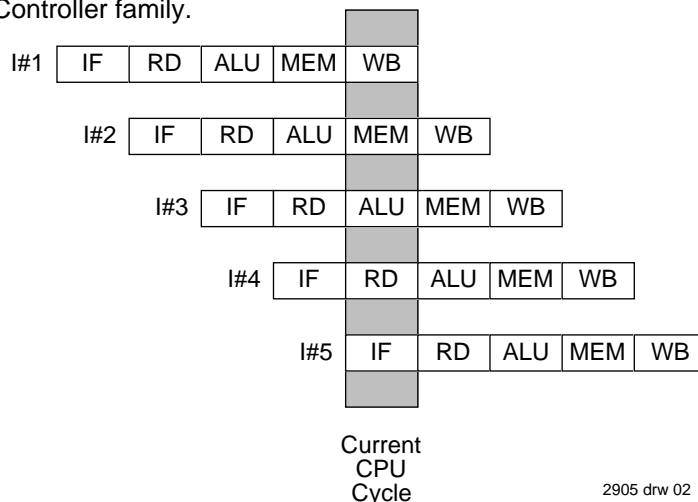 Controller family.
I#1 IF RD ALU MEM WB
I#2 IF RD ALU MEM WB
I#3 IF RD ALU MEM WB
I#4 IF RD ALU MEM WB
I#5 IF RD ALU MEM WB
Current
CPU
Cycle
2905 drw 02